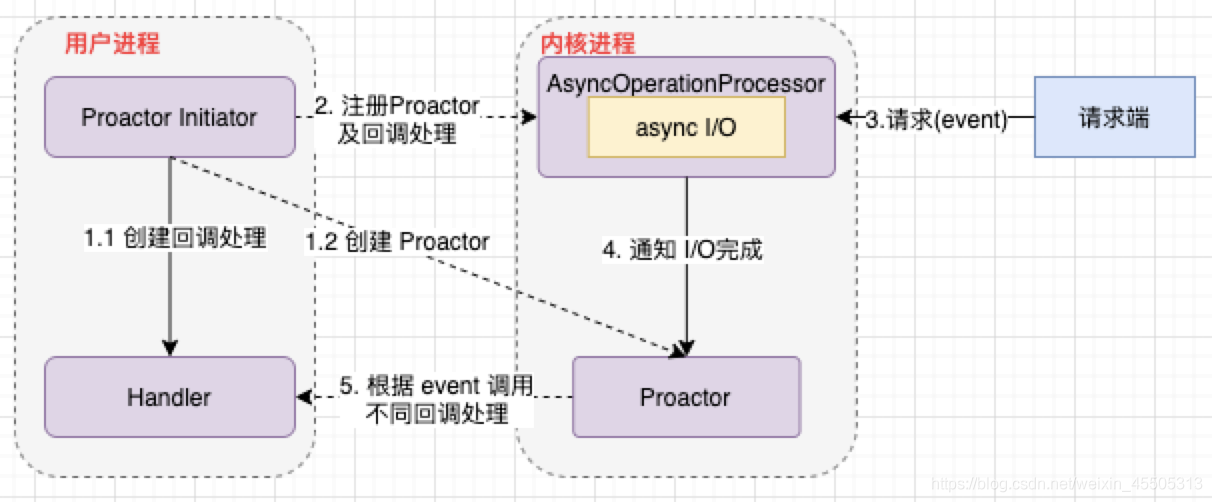 用户进程
内核进程
AsyncOperationProcessor
Proactor Initiator
2. 注册Proactor
及回调处理
async I/O
3.请求(event)
请求端
1.1 创建回调处理
1.2 创建 Proactor
4. 通知 I/O完成
Handler
5. 根据 event 调用
不同回调处理
Proactor
https://blog.csdn.net/weixin_45505313